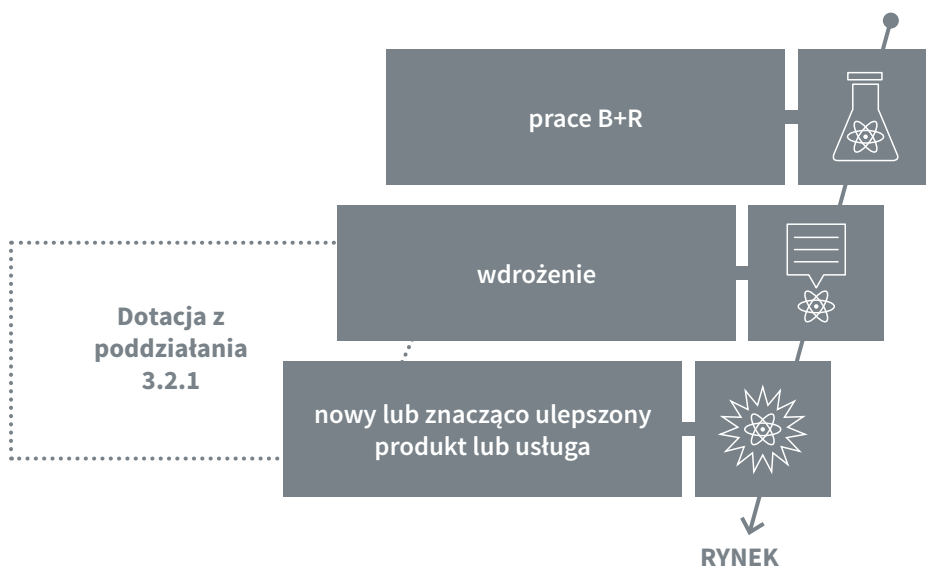 prace B+R
wdrożenie
Dotacja z
poddziałania
3.2.1
nowy lub znacząco ulepszony
produkt lub usługa
RYNEK